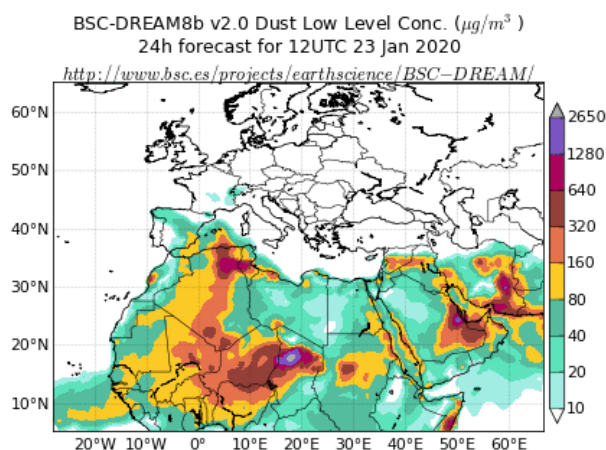 BSC-DREAM8b v2.0 Dust Low Level Conc. (μg/m³ )
24h forecast for 12UTC 23 Jan 2020
http://www.bsc.es/projects/earthscience/BSC−DREAM/
60°N
50°N
40°N
30°N
20°N
10°N
20°W 10°W 0° 10°E 20°E 30°E 40°E 50°E 60°E
2650
1280
640
320
160
80
40
20
10